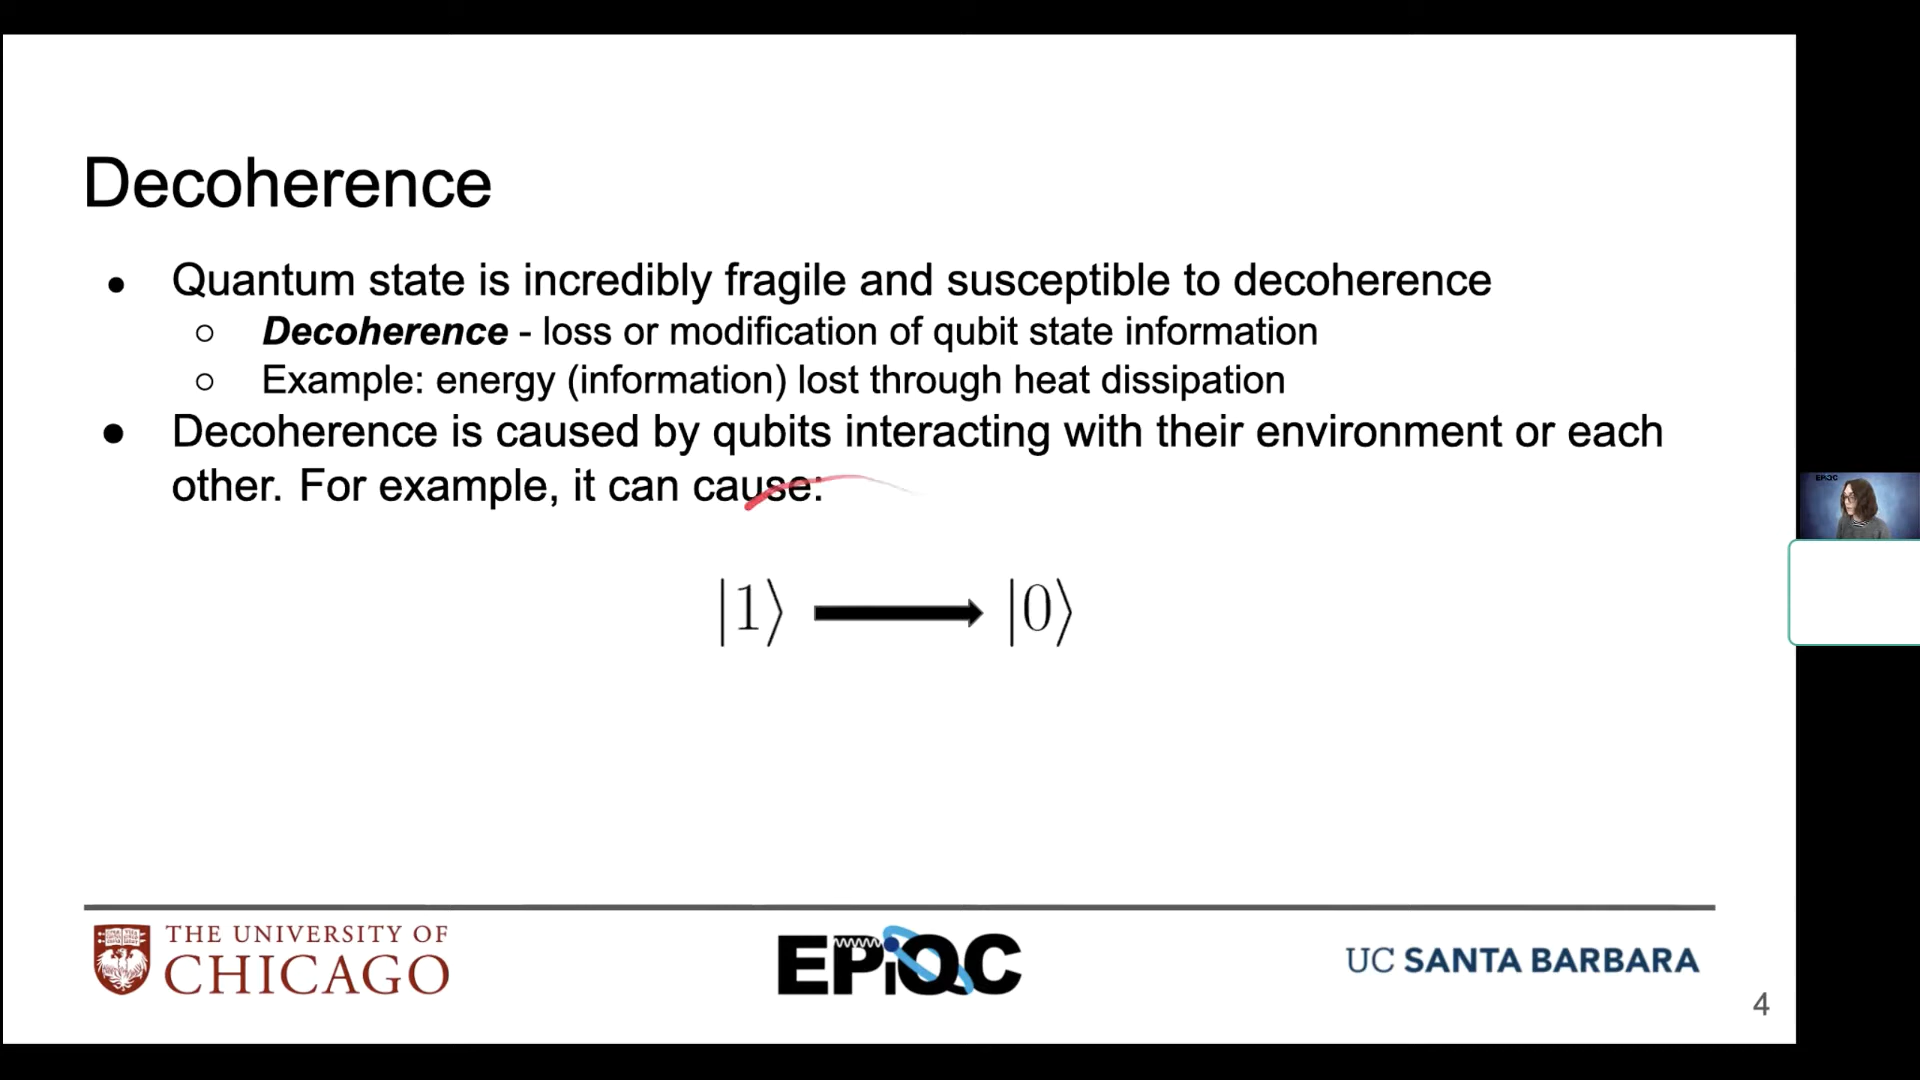 Decoherence
● Quantum state is incredibly fragile and susceptible to decoherence
○ Decoherence - loss or modification of qubit state information
○ Example: energy (information) lost through heat dissipation
● Decoherence is caused by qubits interacting with their environment or each
other. For example, it can cause:
|1⟩ ⟶ |0⟩
EPiQC
THE UNIVERSITY OF
CHICAGO
EPiQC
UC SANTA BARBARA
4